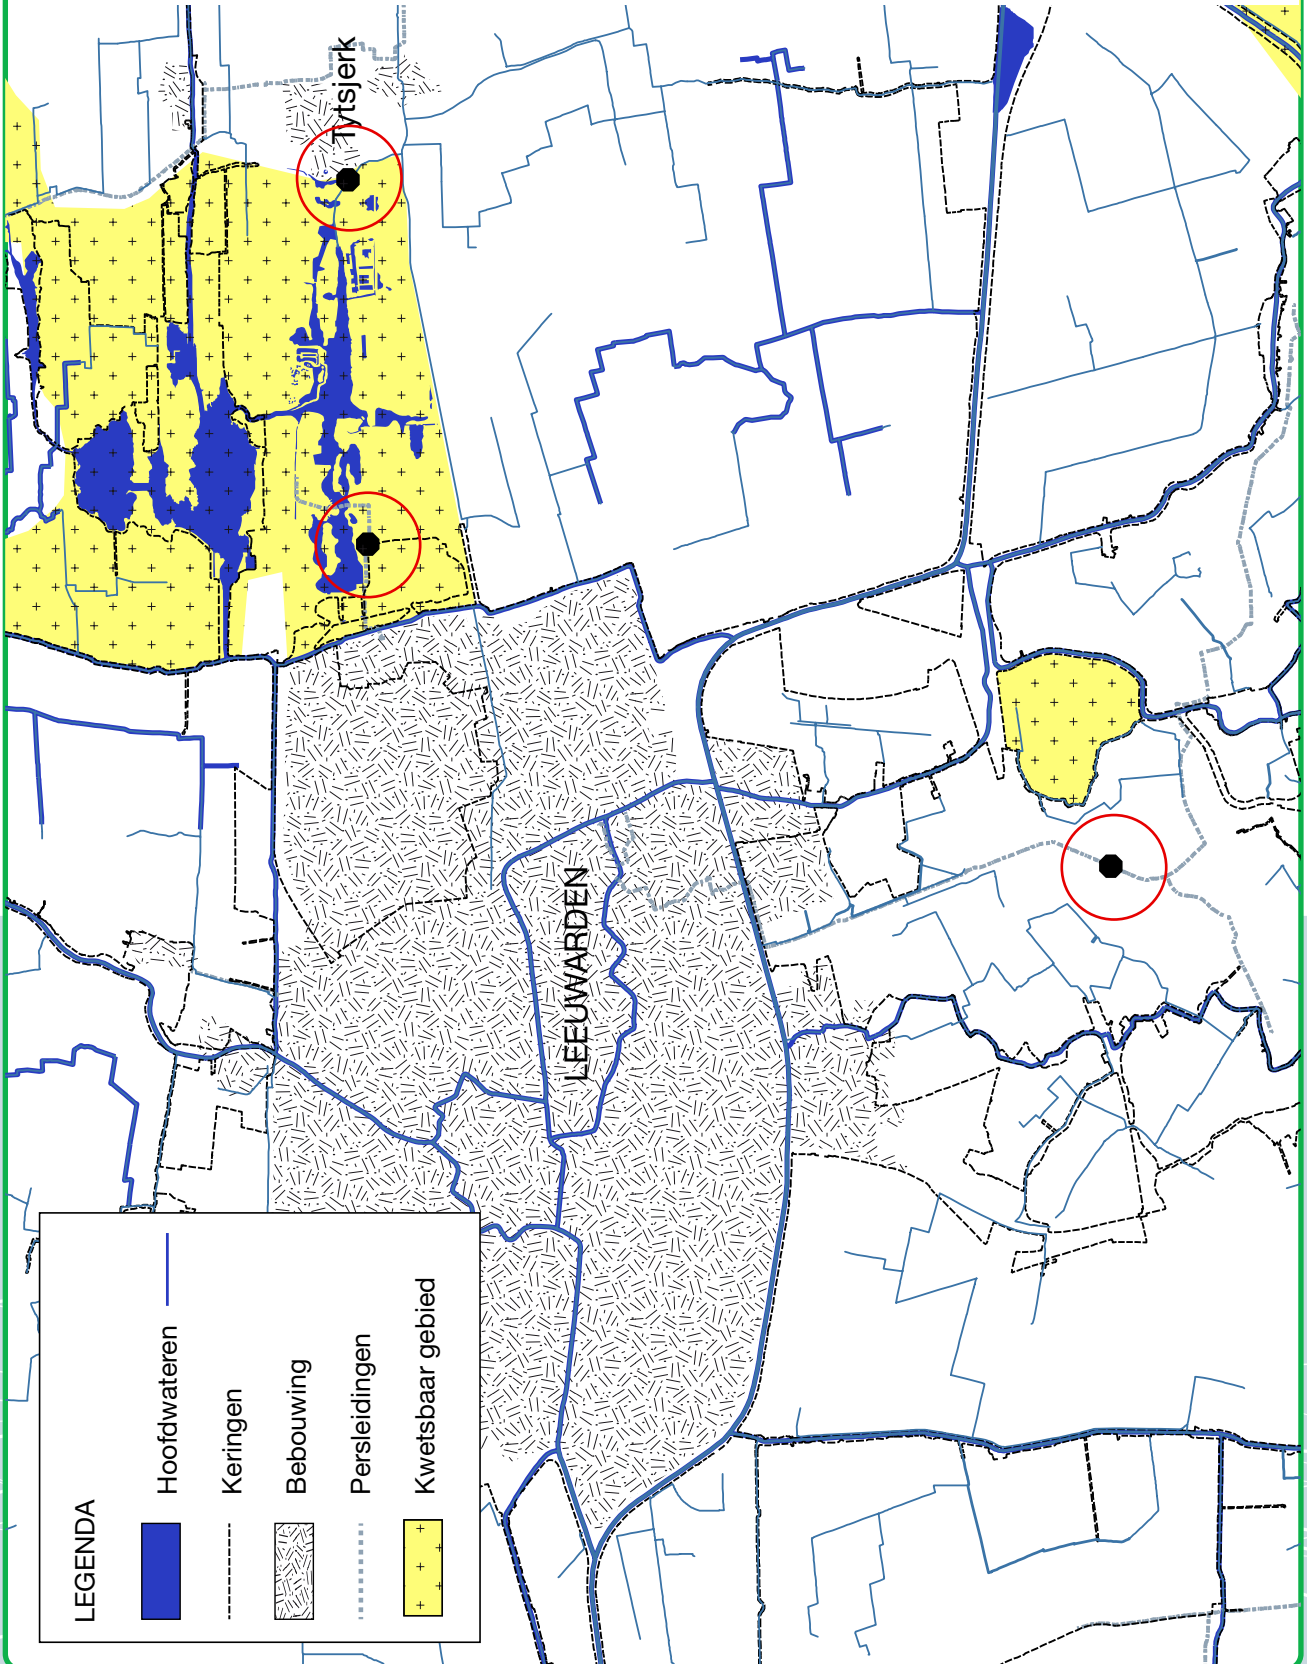 Tytsjerk
LEEUWARDEN
LEGENDA
Hoofdwateren
Keringen
Bebouwing
Persleidingen
Kwetsbaar gebied